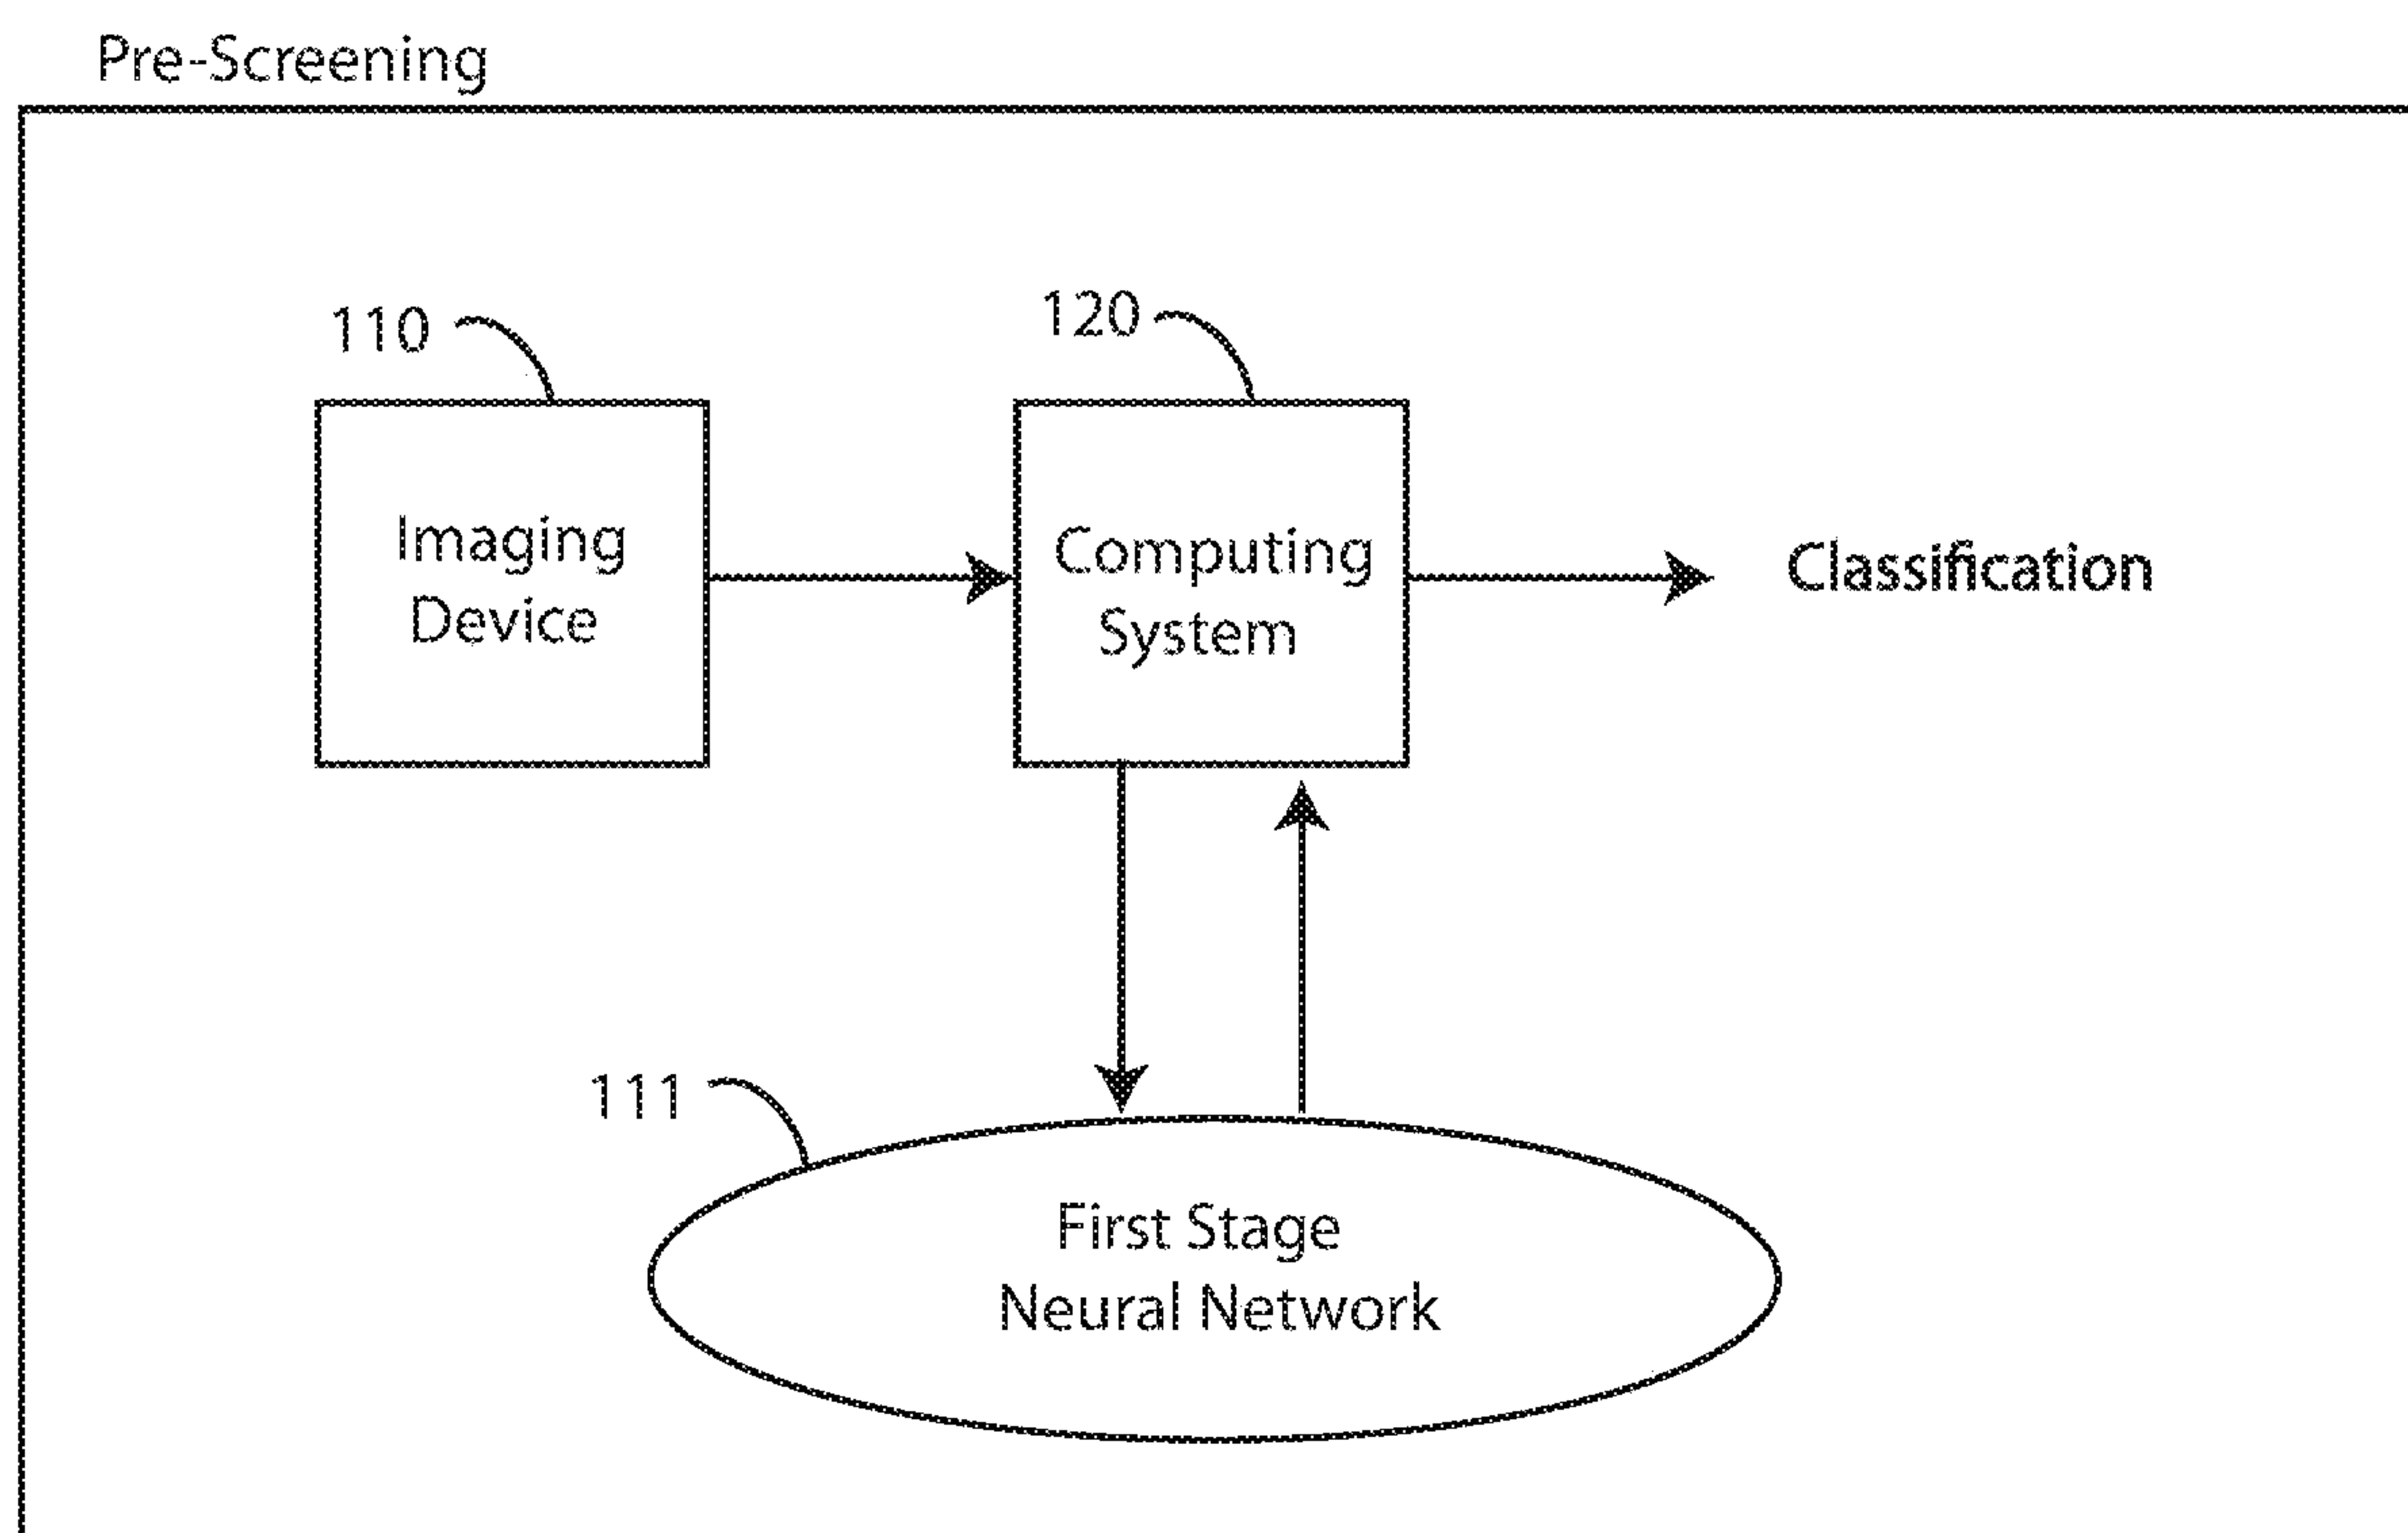 Pre-Screening
110
120
Imaging
Device
Computing
System
Classification
111
First Stage
Neural Network